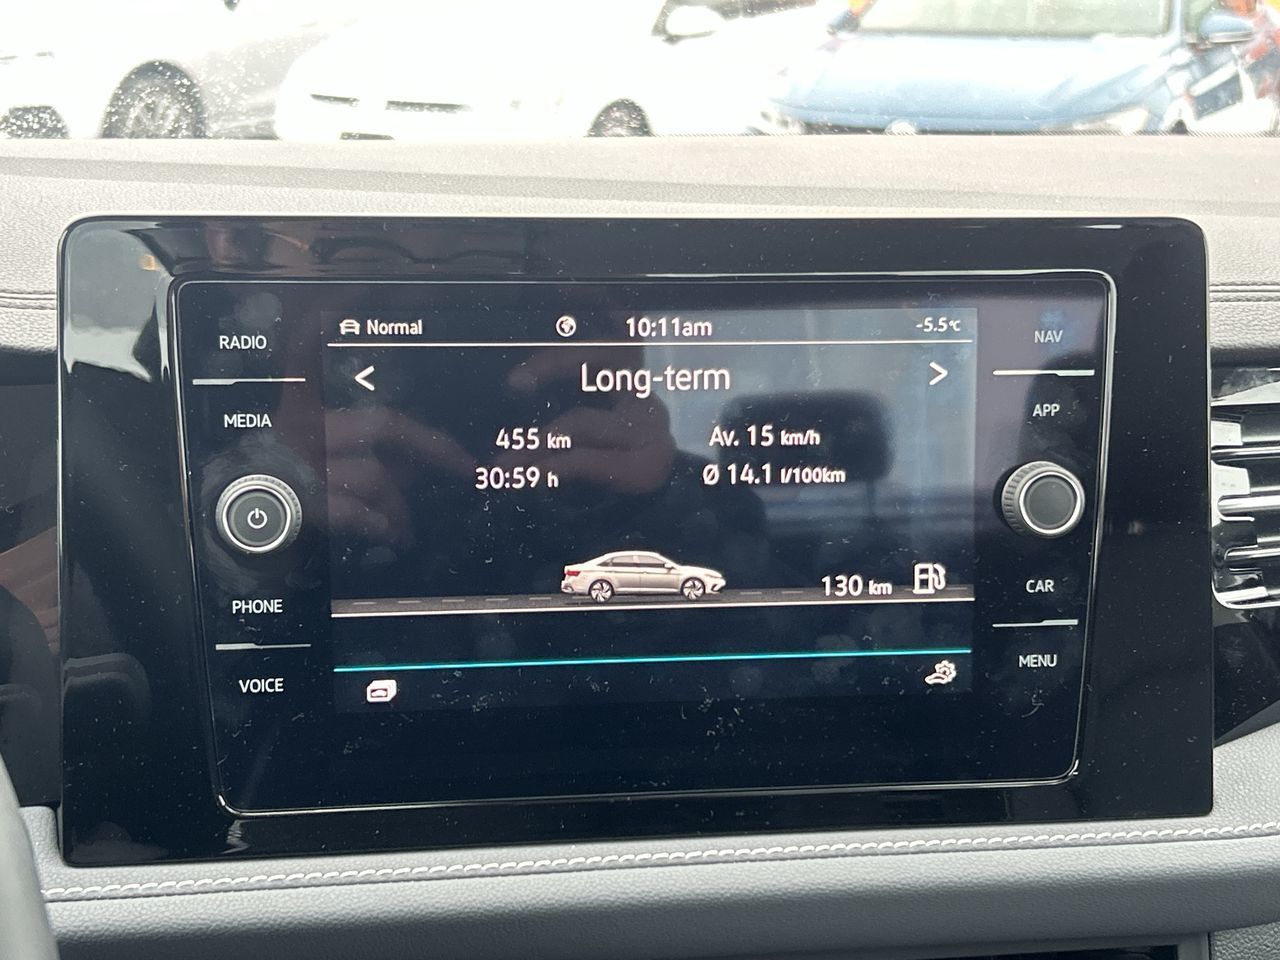 Normal
10:11am
-5.5°C
<
Long-term
>
455 km
Av. 15 km/h
30:59 h
Ø 14.1 l/100km
130 km
RADIO
MEDIA
PHONE
VOICE
NAV
APP
CAR
MENU